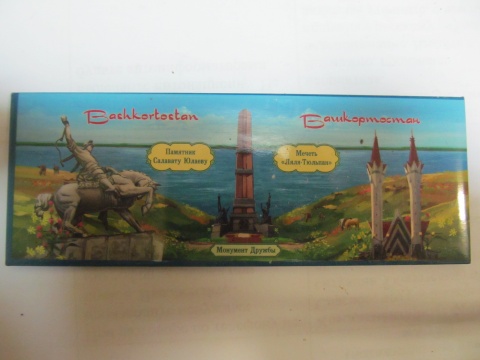 Bashkortostan
Башкортостан
Памятник
Салавату Юлаеву
Мечеть
«Ляля-Тюльпан»
Монумент Дружбы